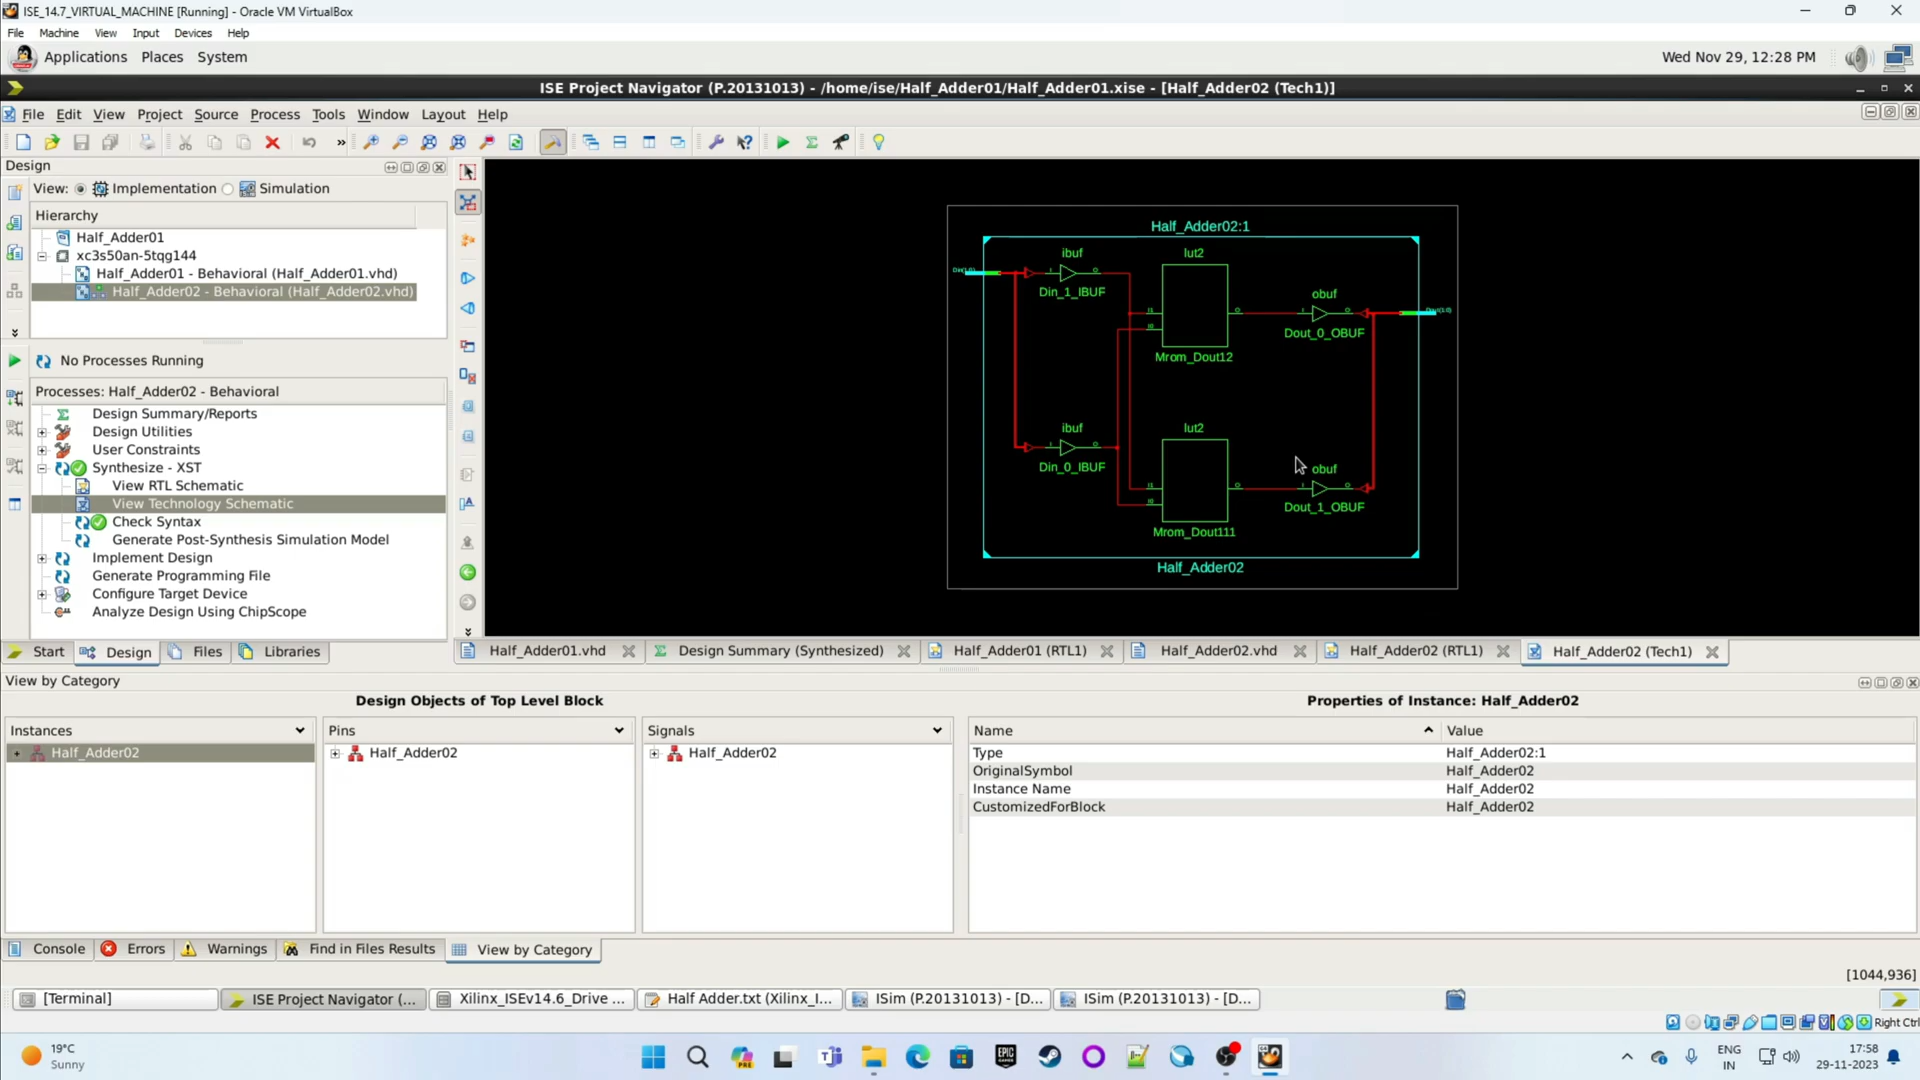 ISE_14.7_VIRTUAL_MACHINE [Running] - Oracle VM VirtualBox
File Machine View Input Devices Help
Applications Places System
Wed Nov 29, 12:28 PM
ISE Project Navigator (P.20131013) - /home/ise/Half_Adder01/Half_Adder01.xise - [Half_Adder02 (Tech1)]
File Edit View Project Source Process Tools Window Layout Help
Design
View: Implementation Simulation
Hierarchy
Half_Adder01
xc3s50an-5tqg144
Half_Adder01 - Behavioral (Half_Adder01.vhd)
Half_Adder02 - Behavioral (Half_Adder02.vhd)
No Processes Running
Processes: Half_Adder02 - Behavioral
Design Summary/Reports
Design Utilities
User Constraints
Synthesize - XST
View RTL Schematic
View Technology Schematic
Check Syntax
Generate Post-Synthesis Simulation Model
Implement Design
Generate Programming File
Configure Target Device
Analyze Design Using ChipScope
Start Design Files Libraries
Half_Adder02:1
ibuf
lut2
Din_1_IBUF
obuf
Dout_0_OBUF
Mrom_Dout12
ibuf
lut2
Din_0_IBUF
obuf
Dout_1_OBUF
Mrom_Dout111
Half_Adder02
Half_Adder01.vhd Design Summary (Synthesized) Half_Adder01 (RTL1) Half_Adder02.vhd Half_Adder02 (RTL1) Half_Adder02 (Tech1)
View by Category
Design Objects of Top Level Block
Properties of Instance: Half_Adder02
Instances Pins Signals Name Value
Half_Adder02 Half_Adder02 Half_Adder02 Type Half_Adder02:1
OriginalSymbol Half_Adder02
Instance Name Half_Adder02
CustomizedForBlock Half_Adder02
Console Errors Warnings Find in Files Results View by Category
[1044,936]
[Terminal] ISE Project Navigator (... Xilinx_ISEv14.6_Drive ... Half Adder.txt (Xilinx_I... ISim (P.20131013) - [D... ISim (P.20131013) - [D...
Right Ctrl
19°C
Sunny
ENG
IN
17:58
29-11-2023